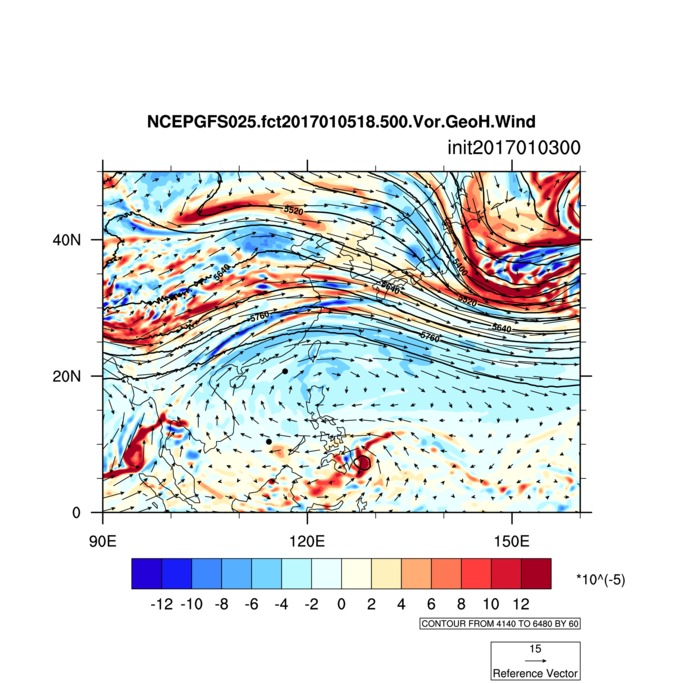 NCEPGFS025.fct2017010518.500.Vor.GeoH.Wind
init2017010300
40N
20N
0
90E
120E
150E
5520
5640
5760
5640
5760
5400
5520
5640
-12 -10 -8 -6 -4 -2 0 2 4 6 8 10 12
*10^(-5)
CONTOUR FROM 4140 TO 6480 BY 60
15
Reference Vector